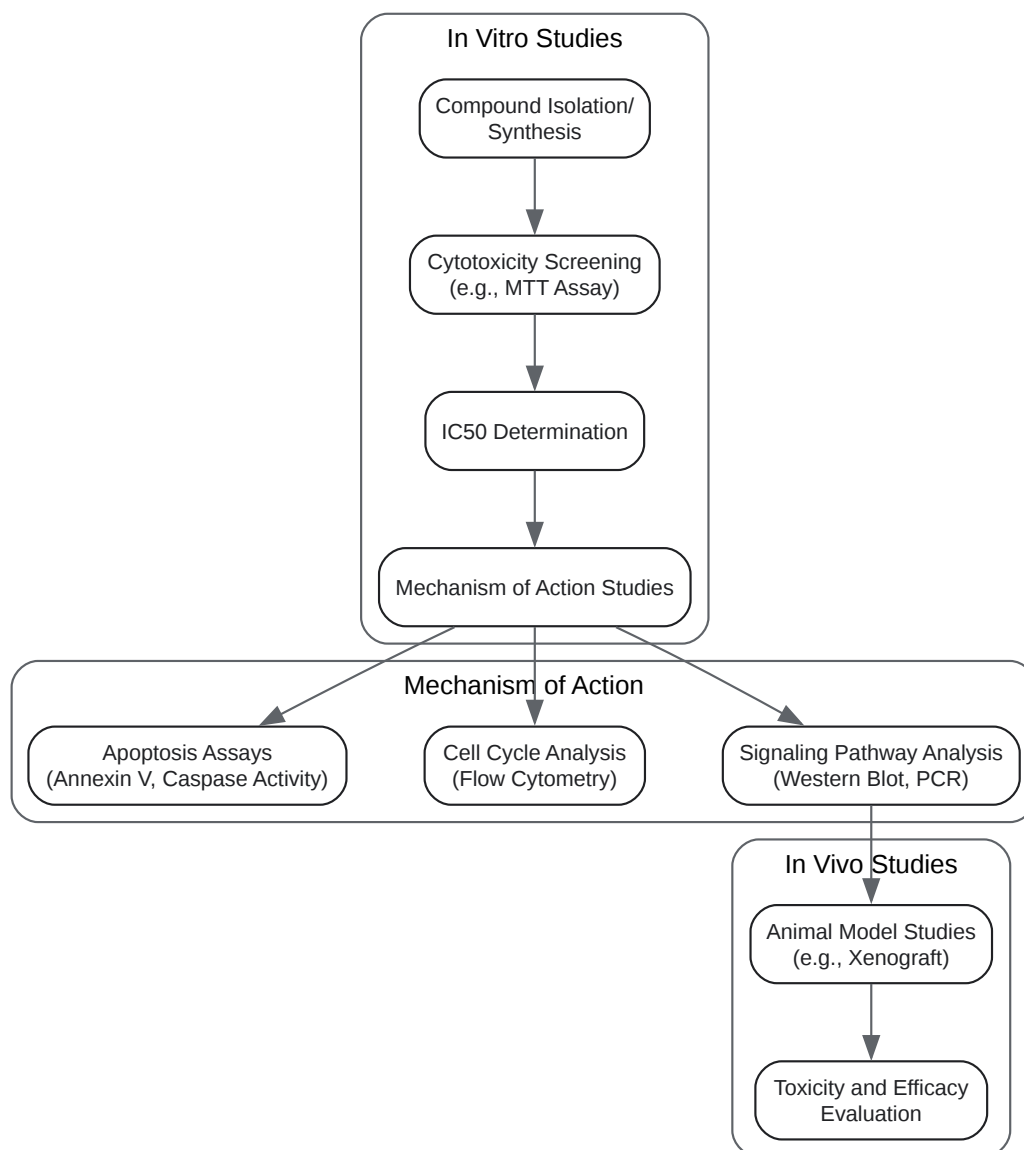 In Vitro Studies
Compound Isolation/
Synthesis
Cytotoxicity Screening
(e.g., MTT Assay)
IC50 Determination
Mechanism of Action Studies
Mechanism of Action
Apoptosis Assays
(Annexin V, Caspase Activity)
Cell Cycle Analysis
(Flow Cytometry)
Signaling Pathway Analysis
(Western Blot, PCR)
In Vivo Studies
Animal Model Studies
(e.g., Xenograft)
Toxicity and Efficacy
Evaluation